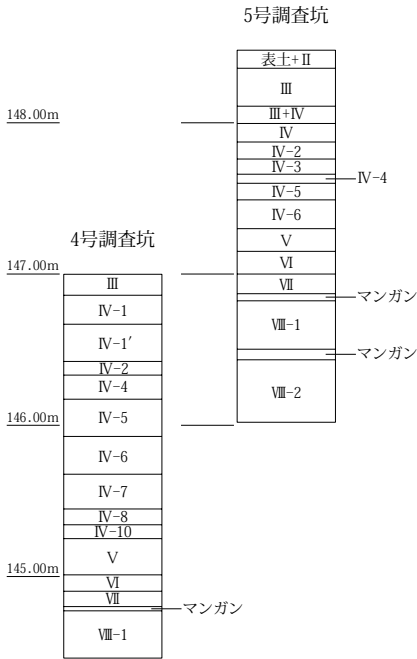 5号調査坑
表土+Ⅱ
Ⅲ
148.00m
Ⅲ+Ⅳ
Ⅳ
Ⅳ-2
Ⅳ-3
Ⅳ-4
Ⅳ-5
Ⅳ-6
Ⅴ
Ⅵ
Ⅶ
マンガン
Ⅷ-1
マンガン
Ⅷ-2
4号調査坑
147.00m
Ⅲ
Ⅳ-1
Ⅳ-1′
Ⅳ-2
Ⅳ-4
146.00m
Ⅳ-5
Ⅳ-6
Ⅳ-7
Ⅳ-8
Ⅳ-10
Ⅴ
145.00m
Ⅵ
Ⅶ
マンガン
Ⅷ-1